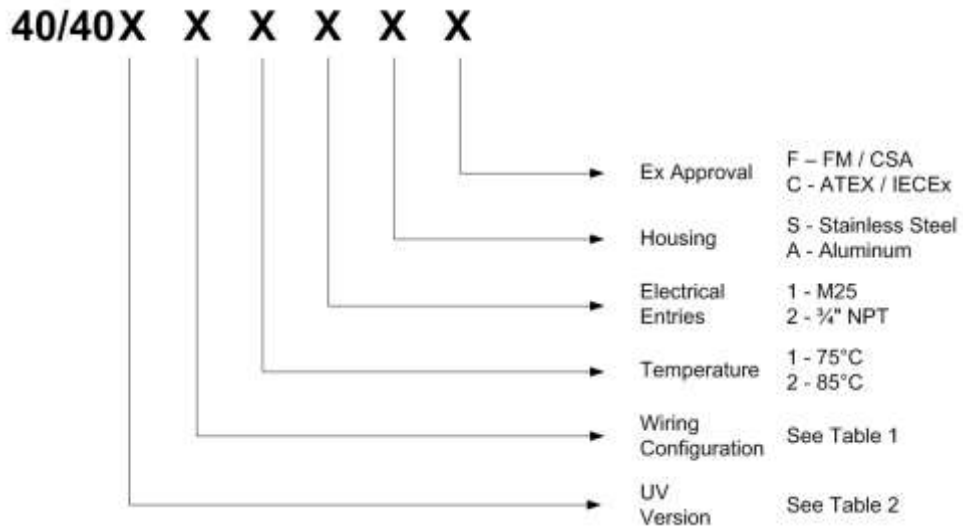 40/40X X X X X X
Ex Approval F – FM / CSA
C - ATEX / IECEx
Housing S - Stainless Steel
A - Aluminum
Electrical 1 - M25
Entries 2 - ¾" NPT
Temperature 1 - 75°C
2 - 85°C
Wiring
Configuration See Table 1
UV
Version See Table 2